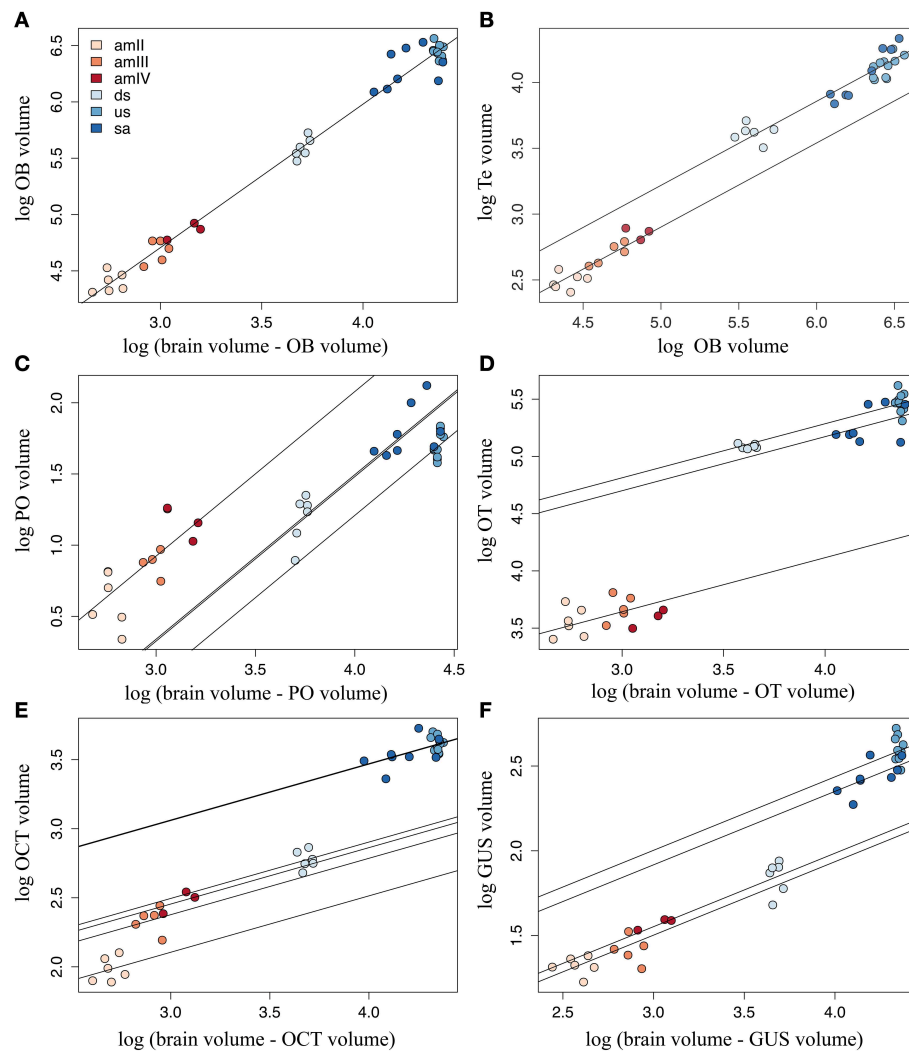 A
amII
amIII
amIV
ds
us
sa
6.5
6.0
5.5
5.0
4.5
log OB volume
3.0
3.5
4.0
log (brain volume - OB volume)
B
4.0
3.5
3.0
2.5
log Te volume
4.5
5.0
5.5
6.0
6.5
log OB volume
C
2.0
1.5
1.0
0.5
log PO volume
3.0
3.5
4.0
4.5
log (brain volume - PO volume)
D
5.5
5.0
4.5
4.0
3.5
log OT volume
3.0
3.5
4.0
log (brain volume - OT volume)
E
3.5
3.0
2.5
2.0
log OCT volume
3.0
3.5
4.0
log (brain volume - OCT volume)
F
2.5
2.0
1.5
log GUS volume
2.5
3.0
3.5
4.0
log (brain volume - GUS volume)